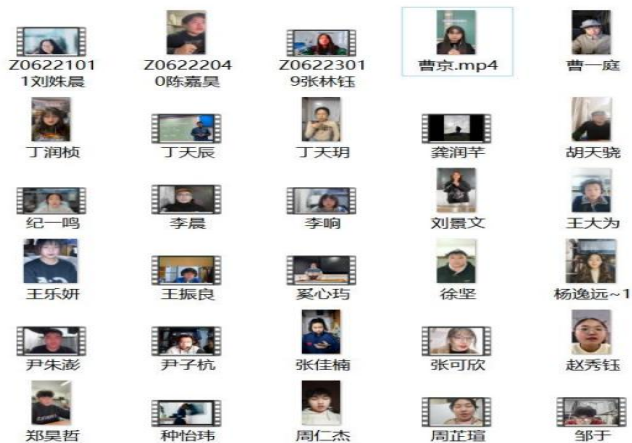 Z0622101 Z0622204 Z0622301 曹京.mp4 曹一庭
1刘姝晨 0陈嘉昊 9张林钰
丁润桢 丁天辰 丁天玥 龚润芊 胡天骁
纪一鸣 李晨 李晌 刘景文 王大为
王乐妍 王振良 奚心玙 徐坚 杨逸远~1
尹朱澎 尹子杭 张佳楠 张可欣 赵秀钰
郑昊哲 种怡玮 周仁杰 周芷瑄 邹于